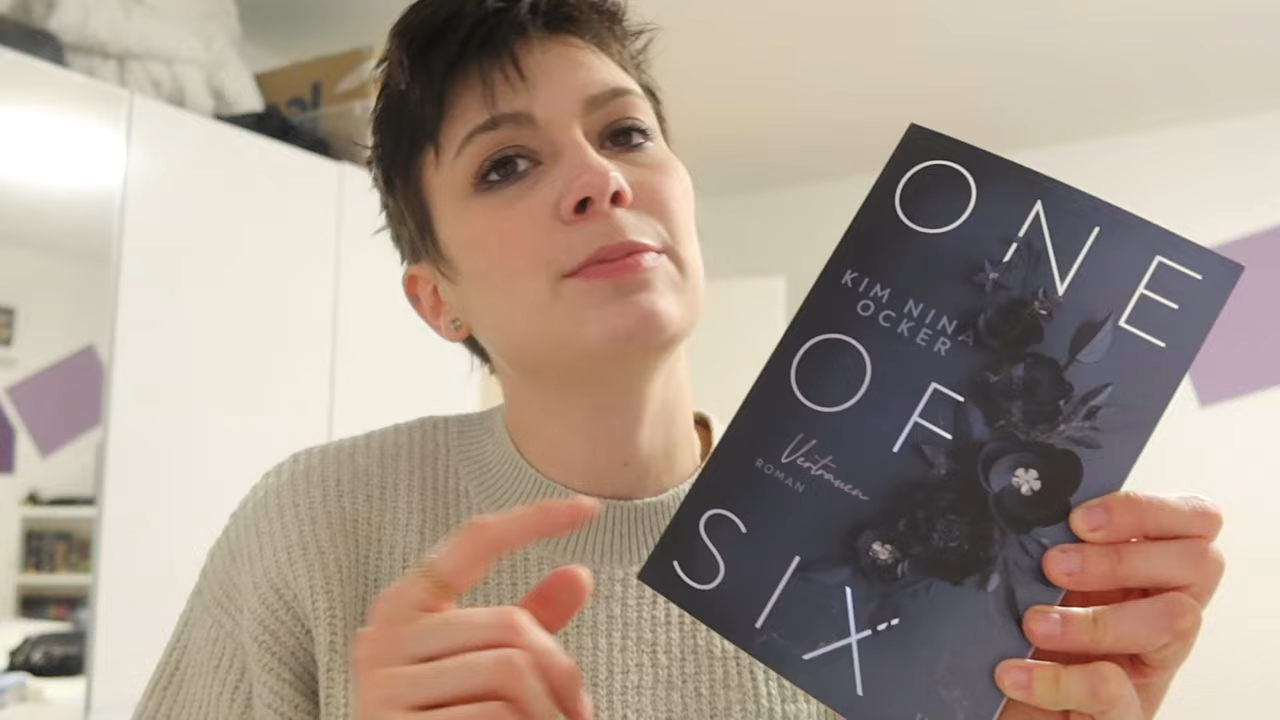 ONE
KIM NINA
OCKER
OF
Vertrauen
ROMAN
SIX